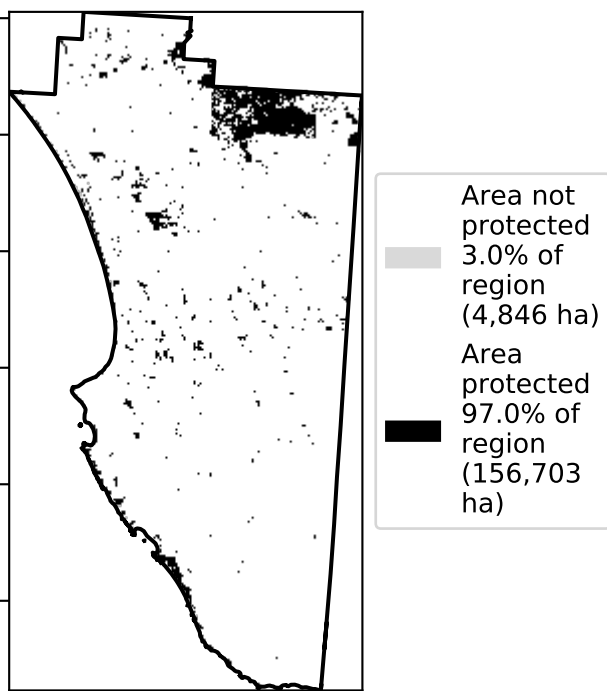 Area not
protected
3.0% of
region
(4,846 ha)
Area
protected
97.0% of
region
(156,703
ha)